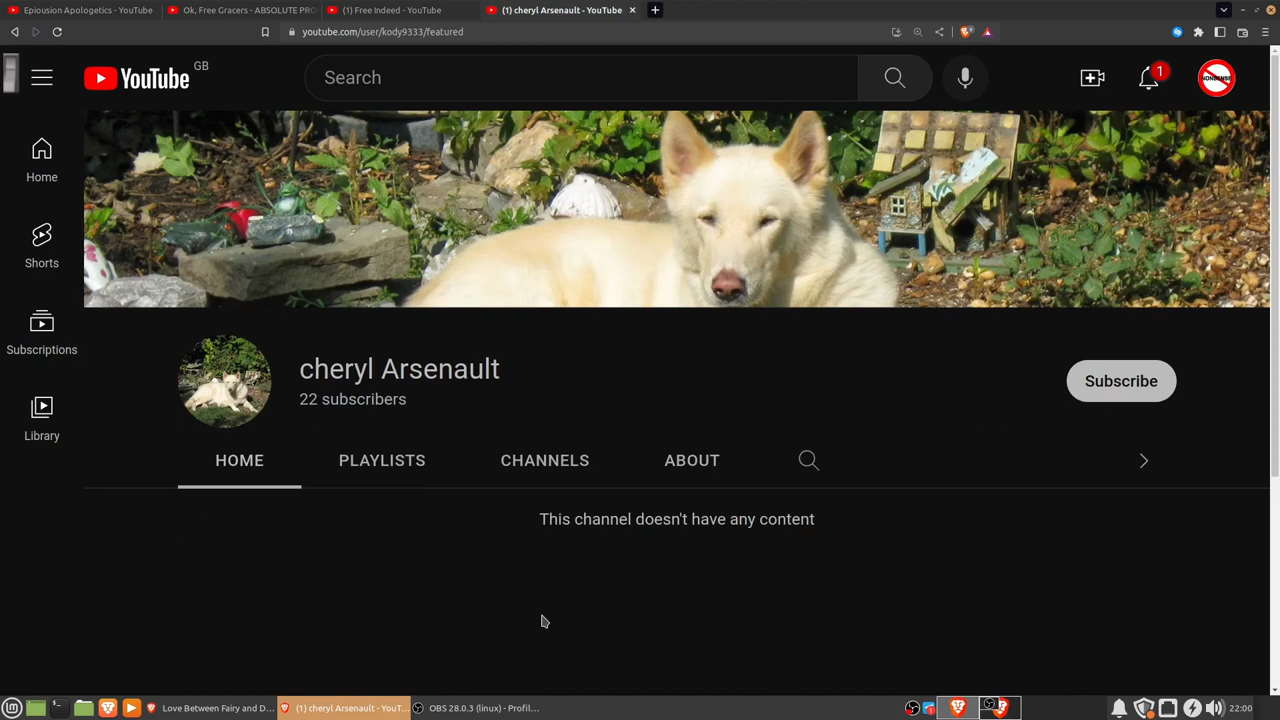 Epiousion Apologetics - YouTube
Ok, Free Gracers - ABSOLUTE PRO
(1) Free Indeed - YouTube
(1) cheryl Arsenault - YouTube
youtube.com/user/kody9333/featured
YouTube
GB
Search
1
NONSENSE
Home
Shorts
Subscriptions
Library
cheryl Arsenault
22 subscribers
Subscribe
HOME
PLAYLISTS
CHANNELS
ABOUT
This channel doesn't have any content
Love Between Fairy and D...
(1) cheryl Arsenault - YouT...
OBS 28.0.3 (linux) - Profil...
22:00